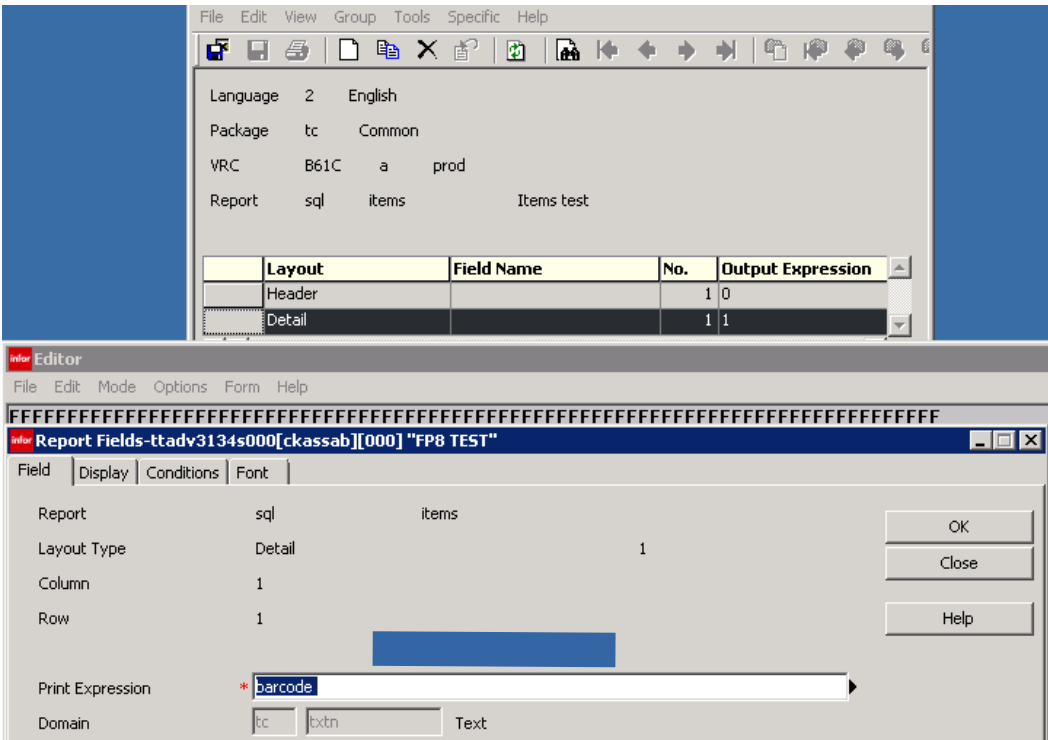 File Edit View Group Tools Specific Help
Language 2 English
Package tc Common
VRC B61C a prod
Report sql items Items test
Layout Field Name No. Output Expression
Header 1 0
Detail 1 1
infor Editor
File Edit Mode Options Form Help
FFFFFFFFFFFFFFFFFFFFFFFFFFFFFFFFFFFFFFFFFFFFFFFFFFFFFFFFFFFFFFFFFFFFFFFFFFFFFFFF
infor Report Fields-ttadv3134s000[ckassab][000] "FP8 TEST"
Field Display Conditions Font
Report sql items
OK
Layout Type Detail 1
Close
Column 1
Row 1
Help
Print Expression * barcode
Domain tc txtn Text